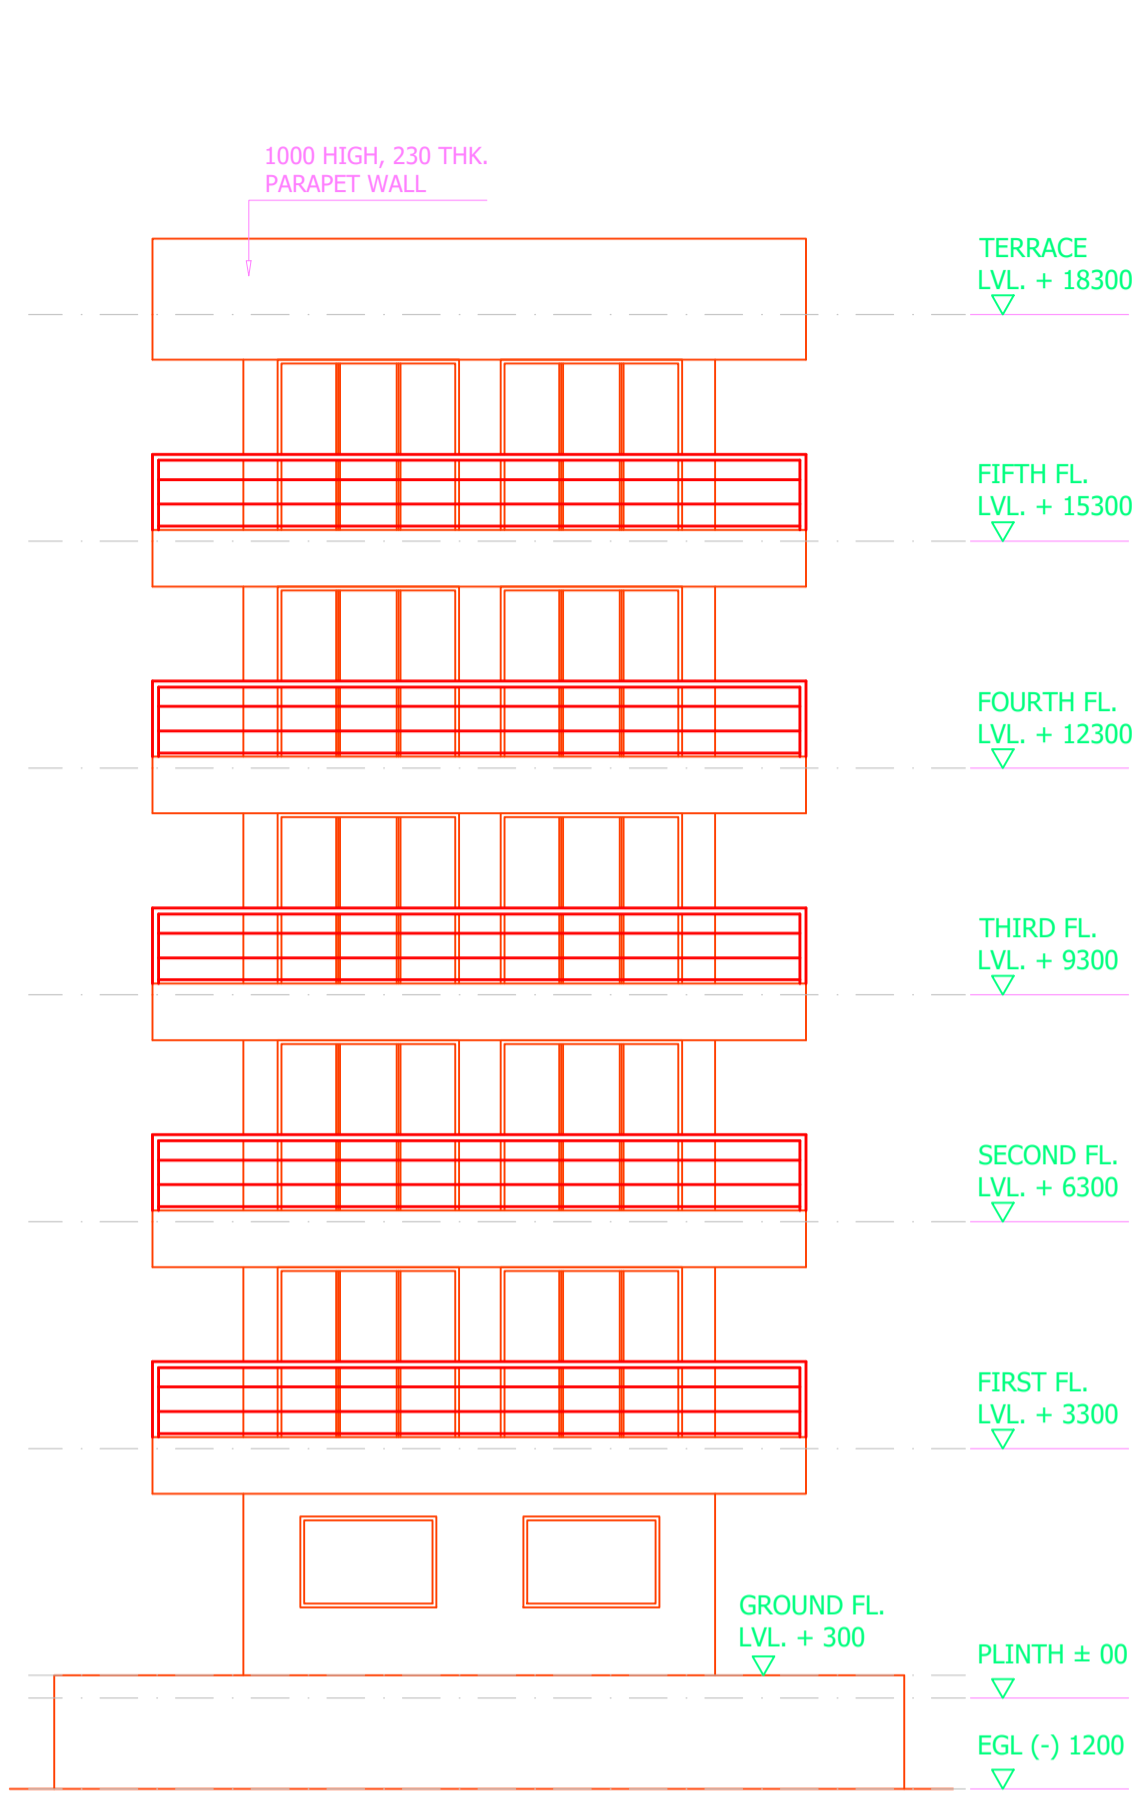 1000 HIGH, 230 THK.
PARAPET WALL
TERRACE
LVL. + 18300
FIFTH FL.
LVL. + 15300
FOURTH FL.
LVL. + 12300
THIRD FL.
LVL. + 9300
SECOND FL.
LVL. + 6300
FIRST FL.
LVL. + 3300
GROUND FL.
LVL. + 300
PLINTH ± 00
EGL (-) 1200